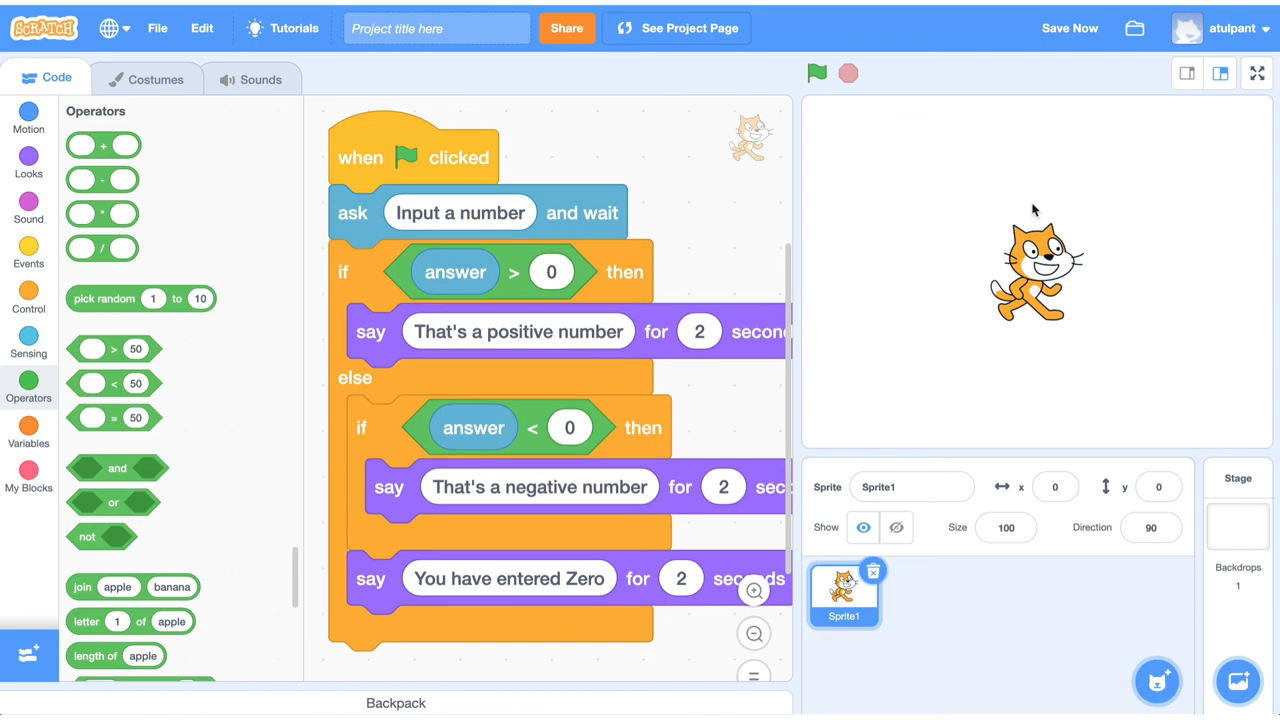 SCRATCH File Edit Tutorials Project title here Share See Project Page Save Now atulpant
Code Costumes Sounds
Motion
Looks
Sound
Events
Control
Sensing
Operators
Variables
My Blocks
Operators
+
-
*
/
pick random 1 to 10
> 50
< 50
= 50
and
or
not
join apple banana
letter 1 of apple
length of apple
when clicked
ask Input a number and wait
if answer > 0 then
say That's a positive number for 2 second
else
if answer < 0 then
say That's a negative number for 2 sec
say You have entered Zero for 2 seconds
Backpack
Sprite Sprite1 x 0 y 0
Show Size 100 Direction 90
Sprite1
Stage
Backdrops
1